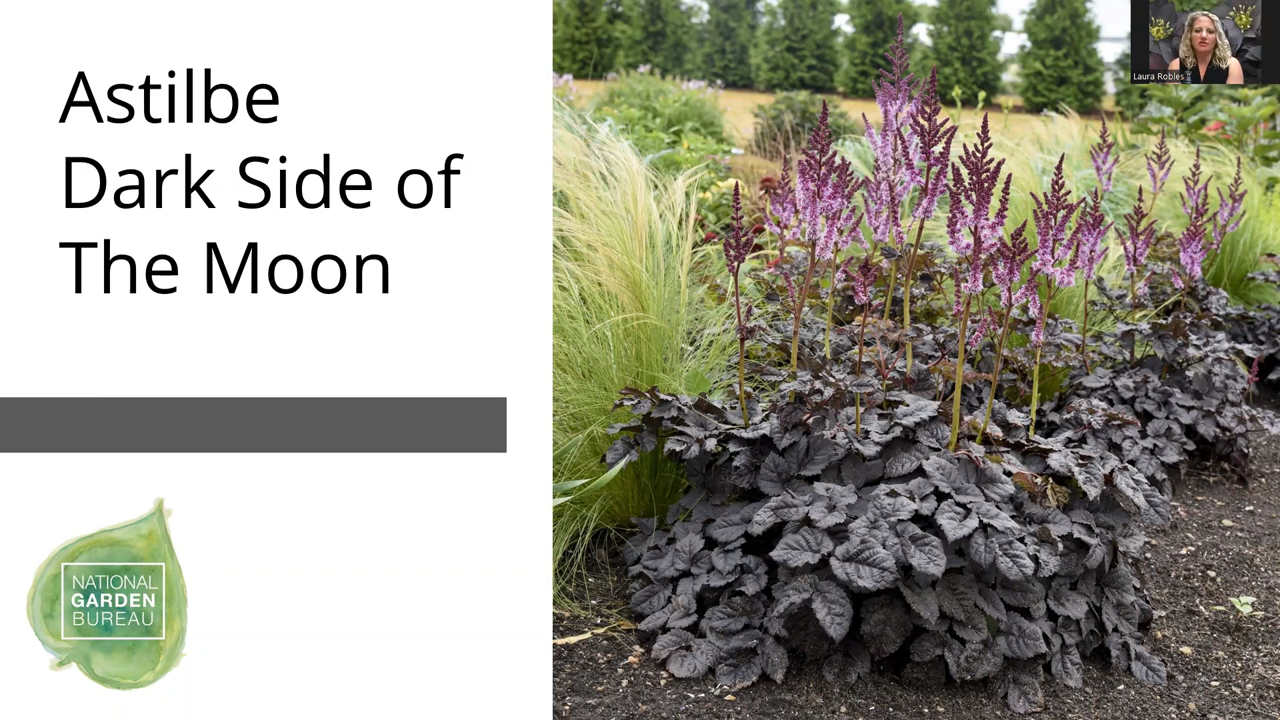 Astilbe
Dark Side of
The Moon
NATIONAL
GARDEN
BUREAU
Laura Robles